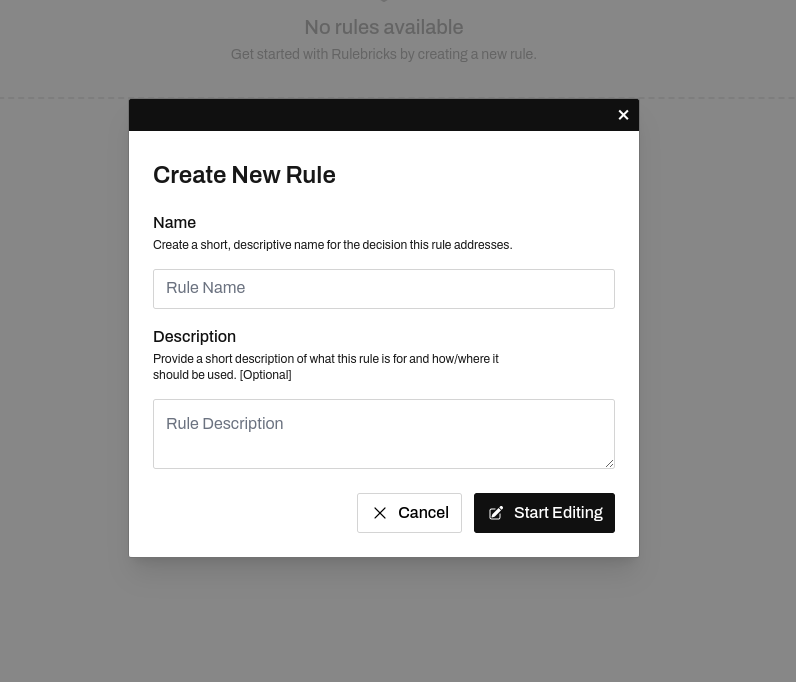 No rules available
Get started with Rulebricks by creating a new rule.
Create New Rule
Name
Create a short, descriptive name for the decision this rule addresses.
Rule Name
Description
Provide a short description of what this rule is for and how/where it
should be used. [Optional]
Rule Description
Cancel
Start Editing